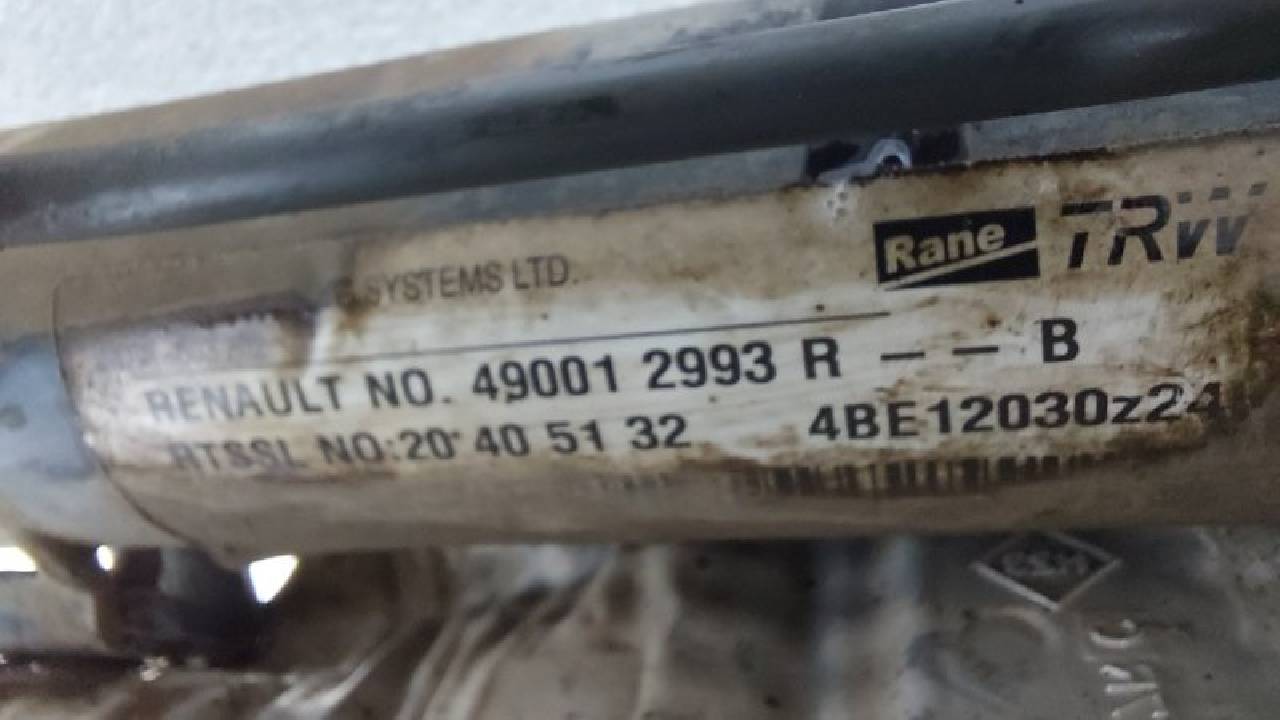 Rane TRW
SYSTEMS LTD.
RENAULT NO. 49001 2993 R - - B
RTSSL NO:20 40 51 32 4BE12030z24